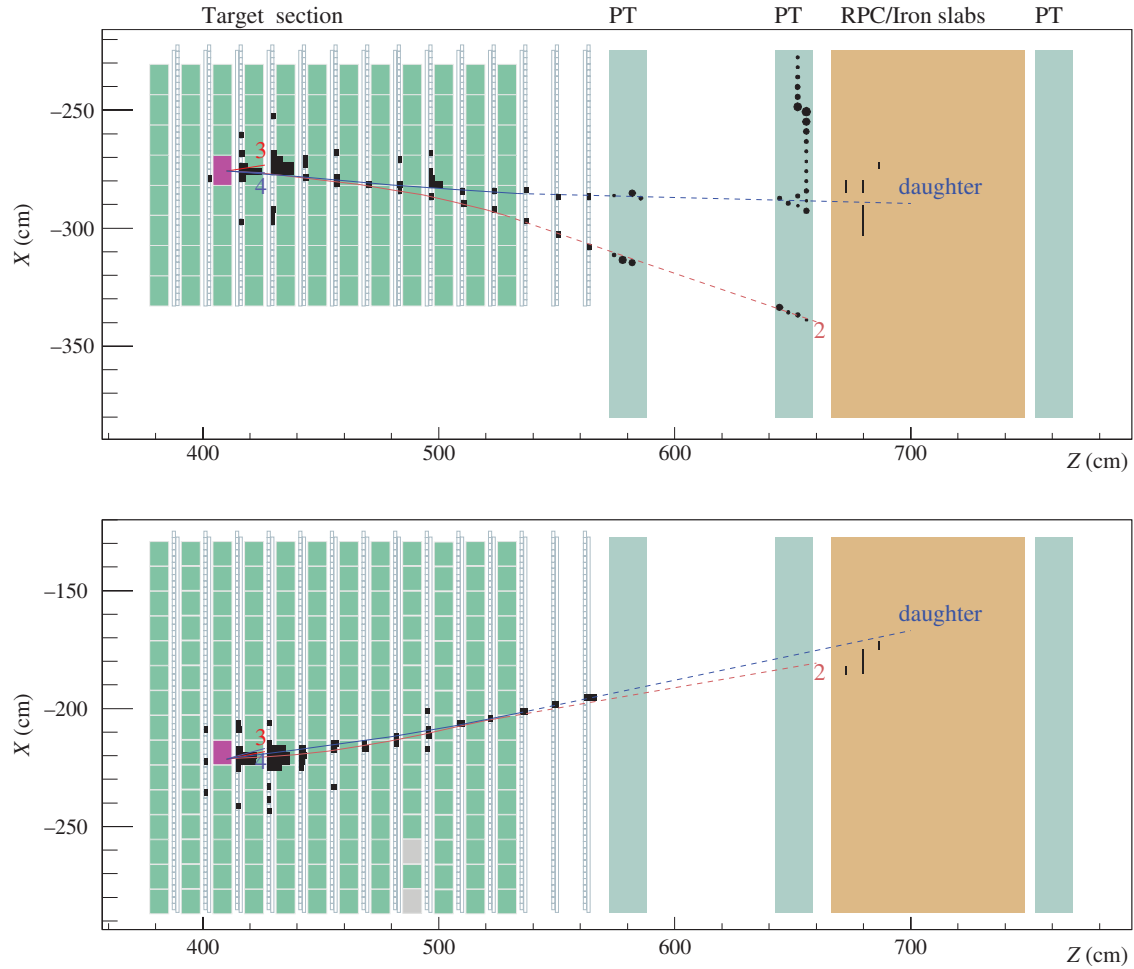 Target section PT PT RPC/Iron slabs PT
−250
3
4
daughter
X (cm)
−300
2
−350
400 500 600 700
Z (cm)
−150
daughter
2
X (cm)
−200
3
4
−250
400 500 600 700
Z (cm)